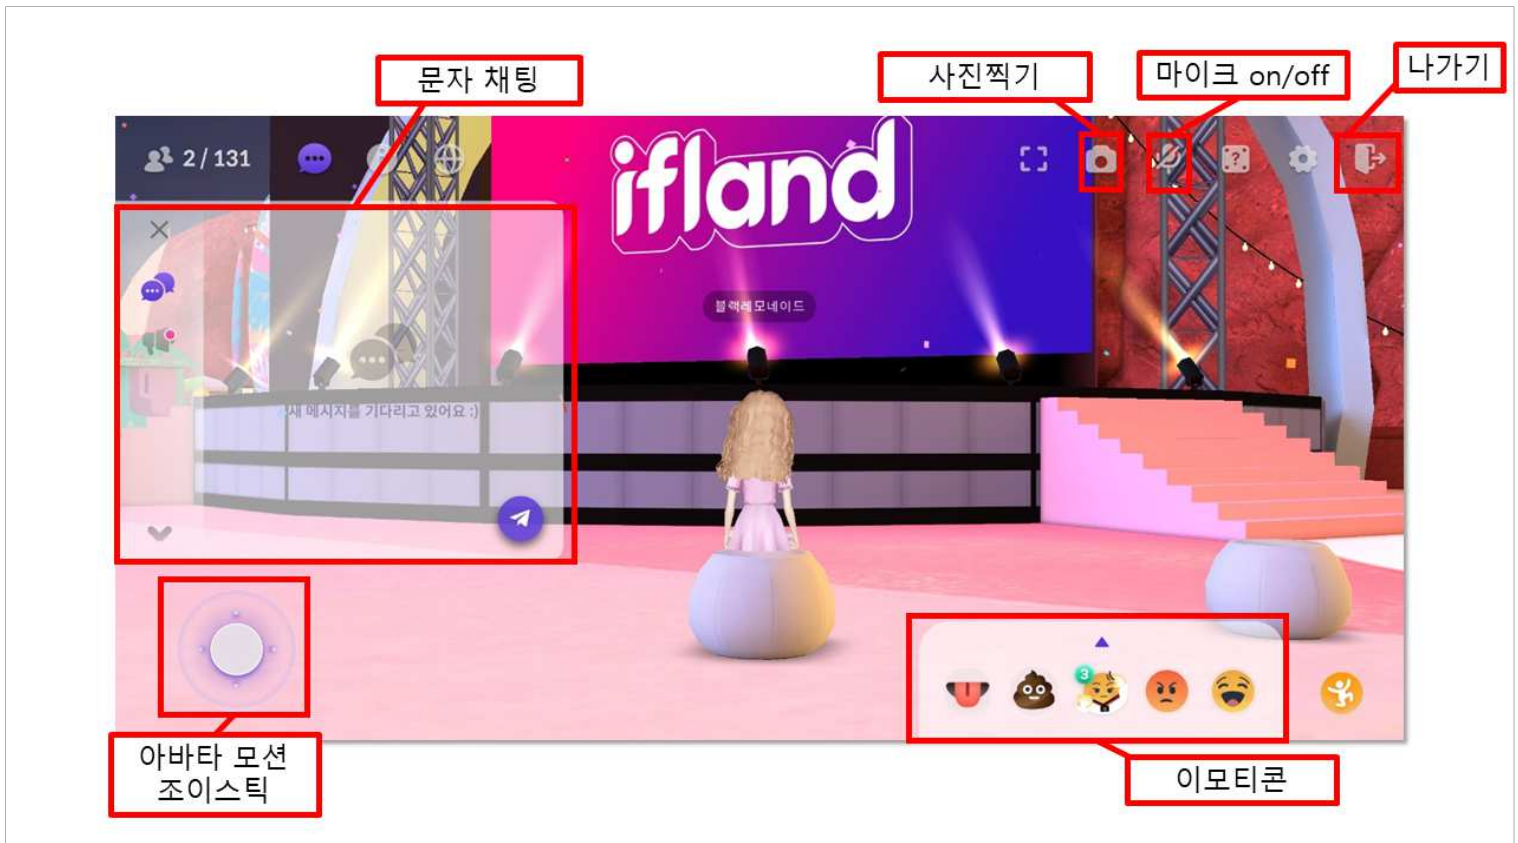 문자 채팅
사진찍기
마이크 on/off
나가기
2 / 131
ifland
?
블랙레모네이드
새 메시지를 기다리고 있어요 :)
3
아바타 모션
조이스틱
이모티콘